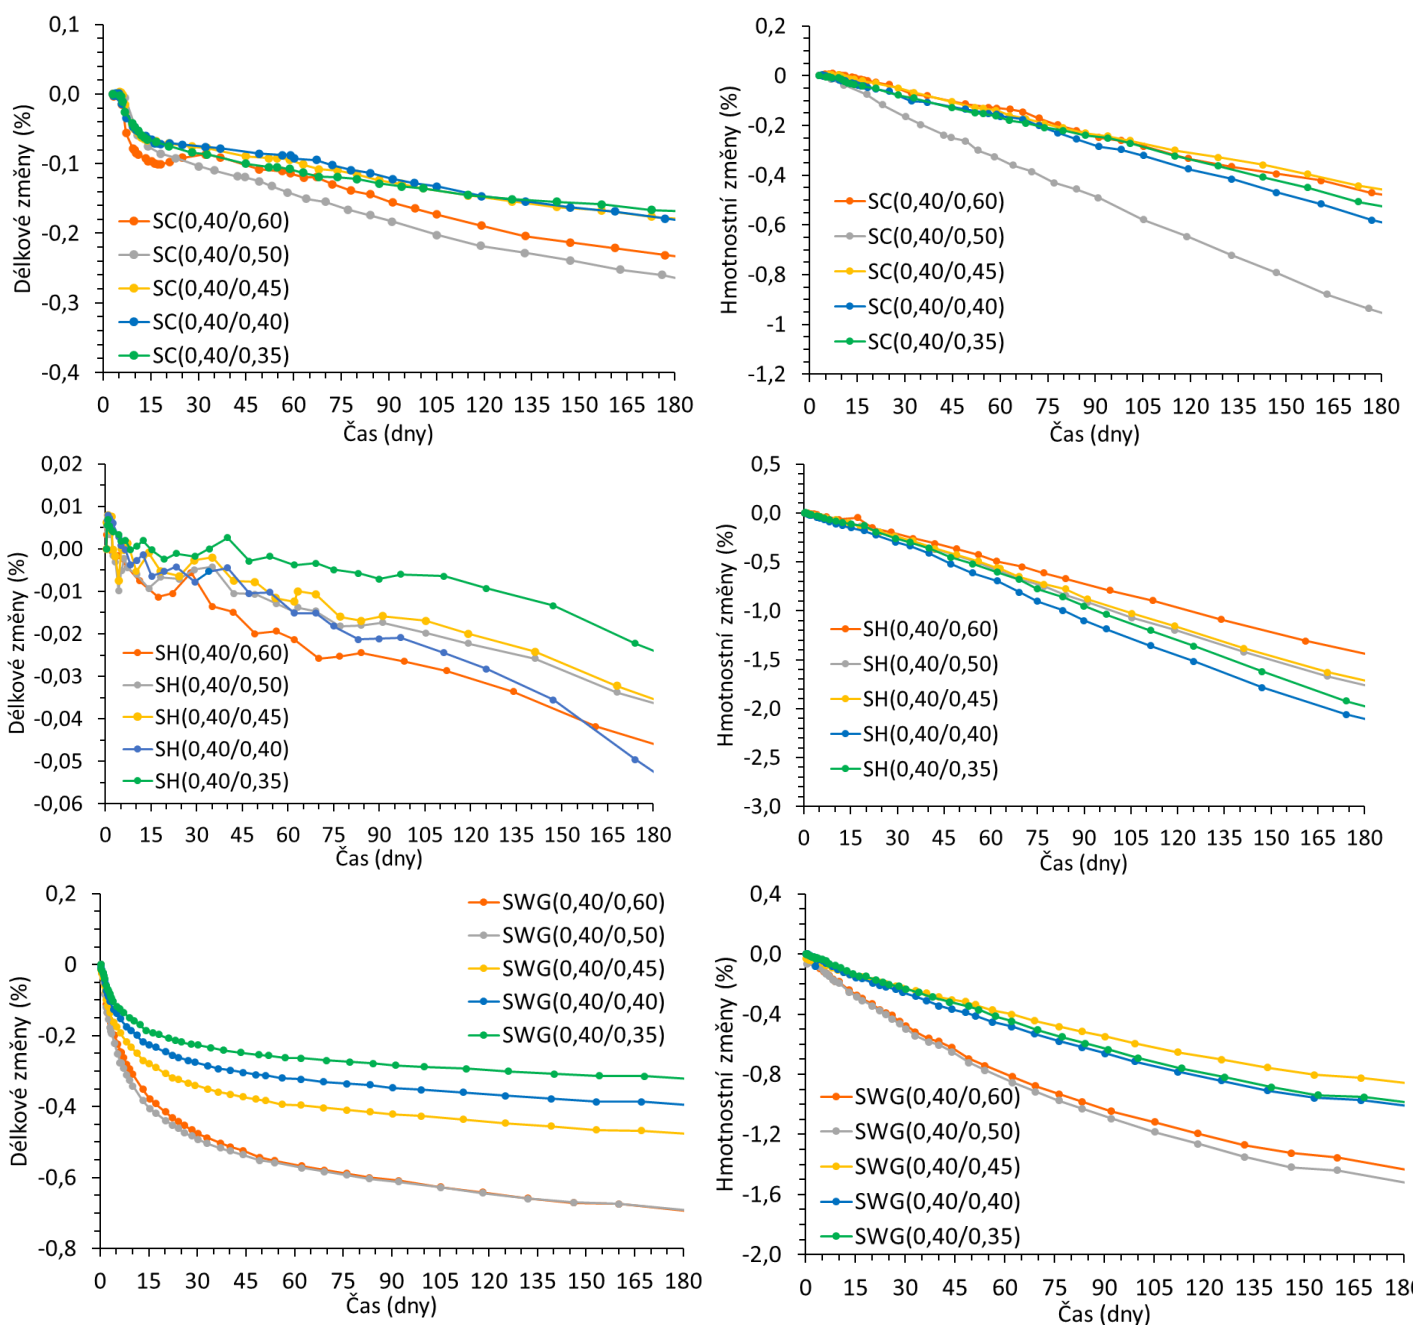 Délkové změny (%)
0,1
0,0
-0,1
-0,2
-0,3
-0,4
SC(0,40/0,60)
SC(0,40/0,50)
SC(0,40/0,45)
SC(0,40/0,40)
SC(0,40/0,35)
0 15 30 45 60 75 90 105 120 135 150 165 180
Čas (dny)
Hmotnostní změny (%)
0,2
0
-0,2
-0,4
-0,6
-0,8
-1
-1,2
SC(0,40/0,60)
SC(0,40/0,50)
SC(0,40/0,45)
SC(0,40/0,40)
SC(0,40/0,35)
0 15 30 45 60 75 90 105 120 135 150 165 180
Čas (dny)
Délkové změny (%)
0,02
0,01
0,00
-0,01
-0,02
-0,03
-0,04
-0,05
-0,06
SH(0,40/0,60)
SH(0,40/0,50)
SH(0,40/0,45)
SH(0,40/0,40)
SH(0,40/0,35)
0 15 30 45 60 75 90 105 120 135 150 165 180
Čas (dny)
Hmotnostní změny (%)
0,5
0,0
-0,5
-1,0
-1,5
-2,0
-2,5
-3,0
SH(0,40/0,60)
SH(0,40/0,50)
SH(0,40/0,45)
SH(0,40/0,40)
SH(0,40/0,35)
0 15 30 45 60 75 90 105 120 135 150 165 180
Čas (dny)
Délkové změny (%)
0,2
0
-0,2
-0,4
-0,6
-0,8
SWG(0,40/0,60)
SWG(0,40/0,50)
SWG(0,40/0,45)
SWG(0,40/0,40)
SWG(0,40/0,35)
0 15 30 45 60 75 90 105 120 135 150 165 180
Čas (dny)
Hmotnostní změny (%)
0,4
0,0
-0,4
-0,8
-1,2
-1,6
-2,0
SWG(0,40/0,60)
SWG(0,40/0,50)
SWG(0,40/0,45)
SWG(0,40/0,40)
SWG(0,40/0,35)
0 15 30 45 60 75 90 105 120 135 150 165 180
Čas (dny)